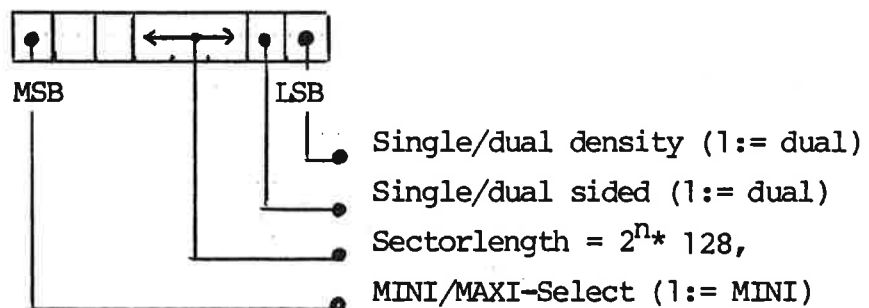 MSB LSB
Single/dual density (1:= dual)
Single/dual sided (1:= dual)
Sectorlength = 2ⁿ* 128,
MINI/MAXI-Select (1:= MINI)